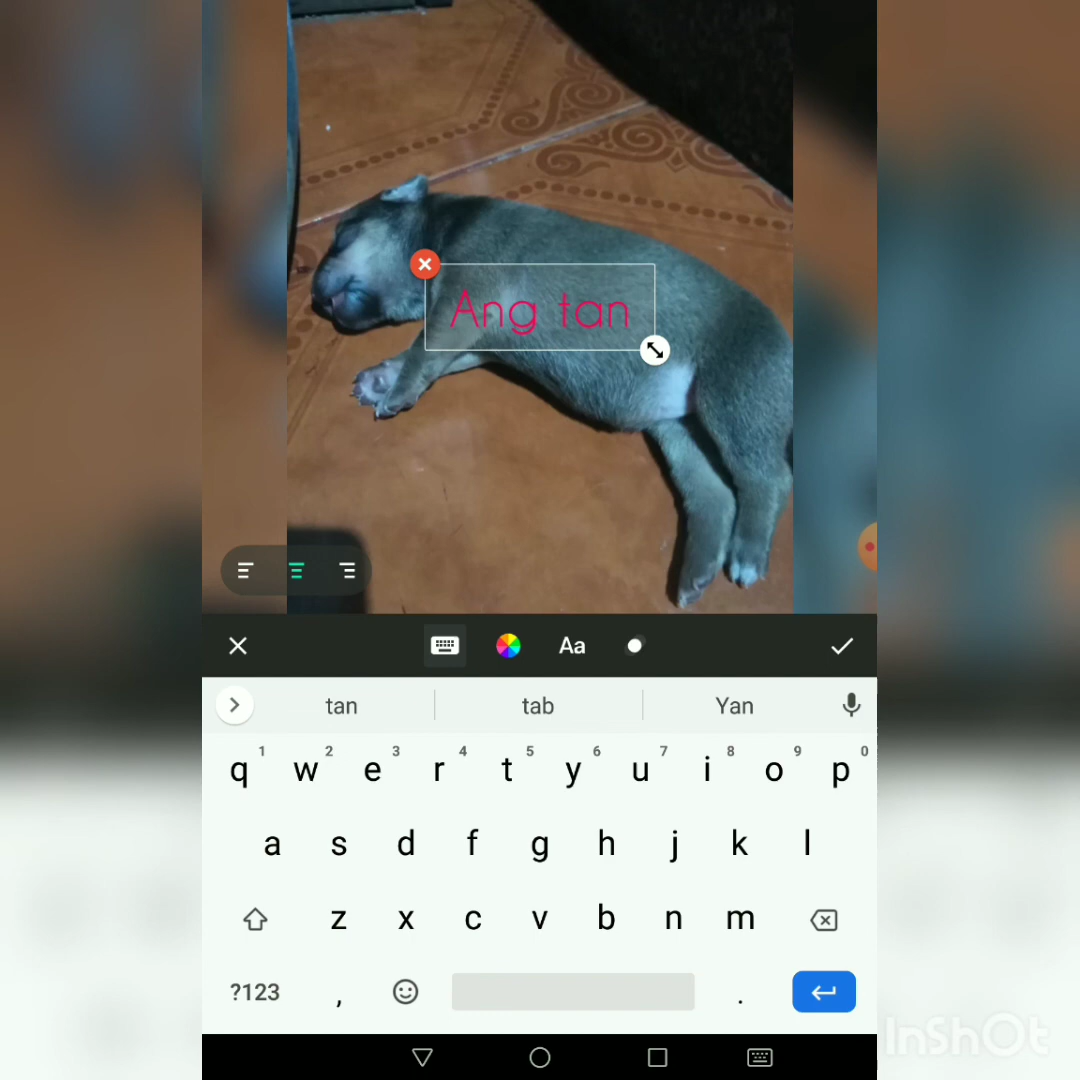 Ang tan
Aa
tan tab Yan
1 2 3 4 5 6 7 8 9 0
q w e r t y u i o p
a s d f g h j k l
z x c v b n m
?123 , .
InShOt